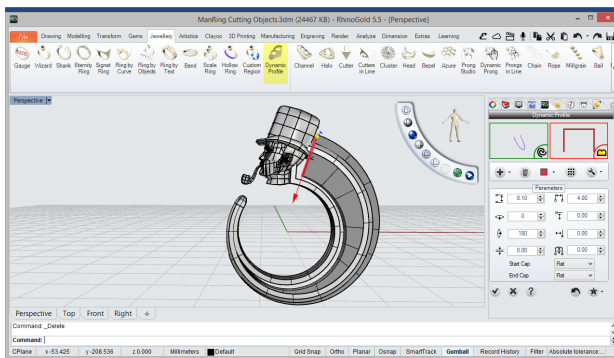 ManRing Cutting Objects.3dm (24467 KB) - RhinoGold 5.5 - [Perspective]
File Drawing Modelling Transform Gems Jewellery Artistics Clayoo 3D Printing Manufacturing Engraving Render Analyze Dimension Extras Learning
Gauge Wizard Shank Eternity Ring Signet Ring Ring by Curve Ring by Objects Ring by Text Band Scale Ring Hollow Ring Custom Region Dynamic Profile Channel Halo Cutter Cutters in Line Cluster Head Bezel Azure Prong Studio Dynamic Prong Prongs in Line Chain Rope Milgrain Bail
Perspective
Dynamic Profile
Parameters
8.10 4.00
0 0.00
180 0.00
0.00 0.00
Start Cap Flat
End Cap Flat
Perspective Top Front Right
Command: _Delete
Command:
CPlane x -53.425 y -208.536 z 0.000 Millimeters Default Grid Snap Ortho Planar Osnap SmartTrack Gumball Record History Filter Absolute tolerance...